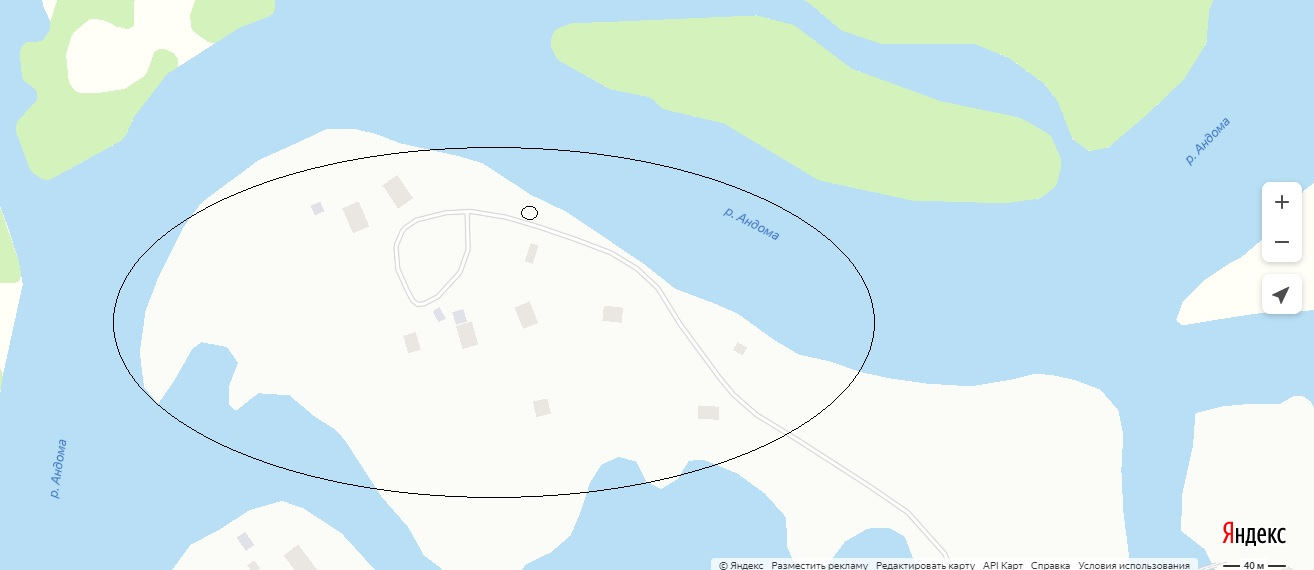 р. Андома
р. Андома
р. Андома
Яндекс
© Яндекс Разместить рекламу Редактировать карту API Карт Справка Условия использования
40 м